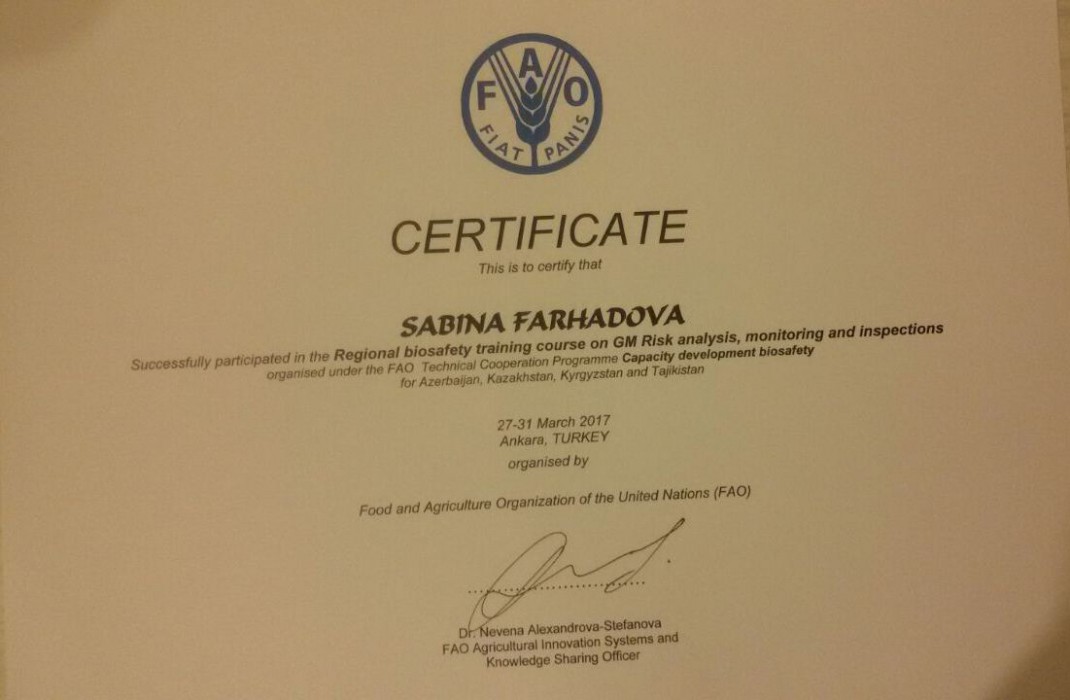 F A O
FIAT PANIS
CERTIFICATE
This is to certify that
SABINA FARHADOVA
Successfully participated in the Regional biosafety training course on GM Risk analysis, monitoring and inspections
organised under the FAO Technical Cooperation Programme Capacity development biosafety
for Azerbaijan, Kazakhstan, Kyrgyzstan and Tajikistan
27-31 March 2017
Ankara, TURKEY
organised by
Food and Agriculture Organization of the United Nations (FAO)
Dr. Nevena Alexandrova-Stefanova
FAO Agricultural Innovation Systems and
Knowledge Sharing Officer